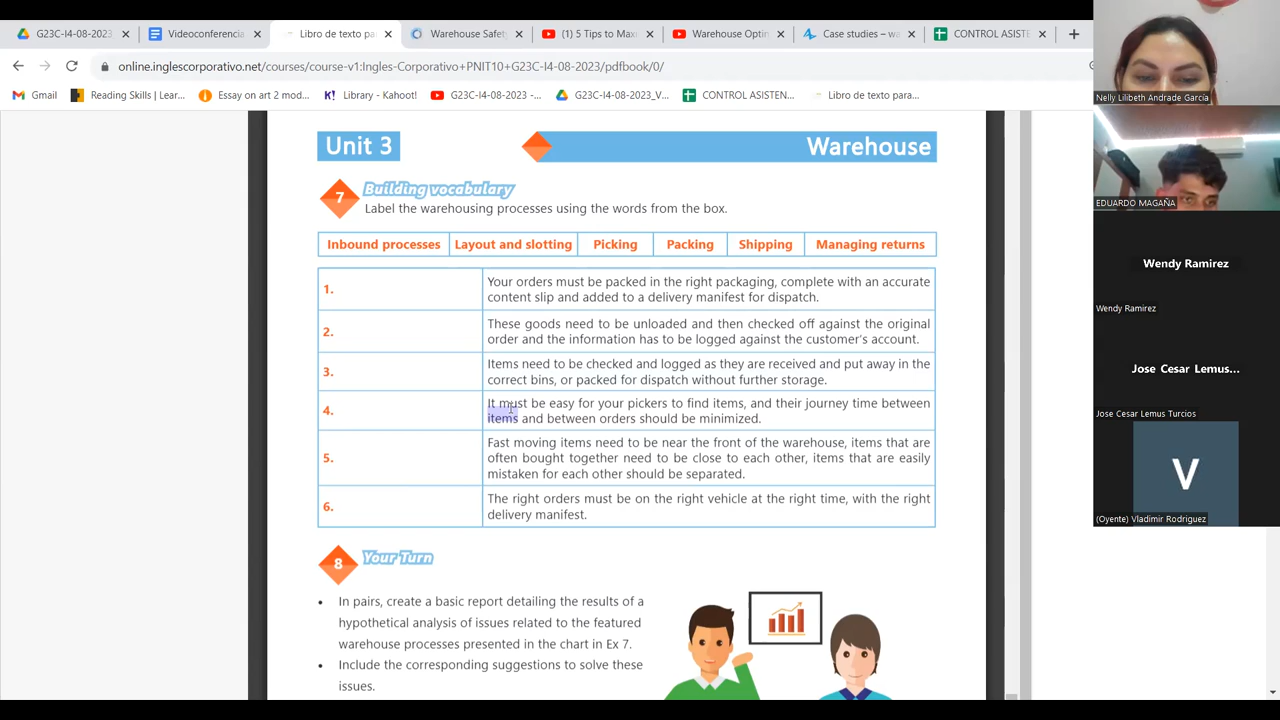 G23C-I4-08-2023
Videoconferencia
Libro de texto par
Warehouse Safety
(1) 5 Tips to Max
Warehouse Optim
Case studies – wa
CONTROL ASISTE
online.inglescorporativo.net/courses/course-v1:Ingles-Corporativo+PNIT10+G23C-I4-08-2023/pdfbook/0/
Gmail
Reading Skills | Lear...
Essay on art 2 mod...
Library - Kahoot!
G23C-I4-08-2023 -...
G23C-I4-08-2023_V...
CONTROL ASISTEN...
Libro de texto para...
Unit 3
Warehouse
7
Building vocabulary
Label the warehousing processes using the words from the box.
Inbound processes
Layout and slotting
Picking
Packing
Shipping
Managing returns
1.
Your orders must be packed in the right packaging, complete with an accurate
content slip and added to a delivery manifest for dispatch.
2.
These goods need to be unloaded and then checked off against the original
order and the information has to be logged against the customer's account.
3.
Items need to be checked and logged as they are received and put away in the
correct bins, or packed for dispatch without further storage.
4.
It must be easy for your pickers to find items, and their journey time between
items and between orders should be minimized.
5.
Fast moving items need to be near the front of the warehouse, items that are
often bought together need to be close to each other, items that are easily
mistaken for each other should be separated.
6.
The right orders must be on the right vehicle at the right time, with the right
delivery manifest.
8
Your Turn
• In pairs, create a basic report detailing the results of a
hypothetical analysis of issues related to the featured
warehouse processes presented in the chart in Ex 7.
• Include the corresponding suggestions to solve these
issues.
Nelly Lilibeth Andrade García
EDUARDO MAGAÑA
Wendy Ramirez
Wendy Ramirez
Jose Cesar Lemus...
Jose Cesar Lemus Turcios
V
(Oyente) Vladimir Rodriguez